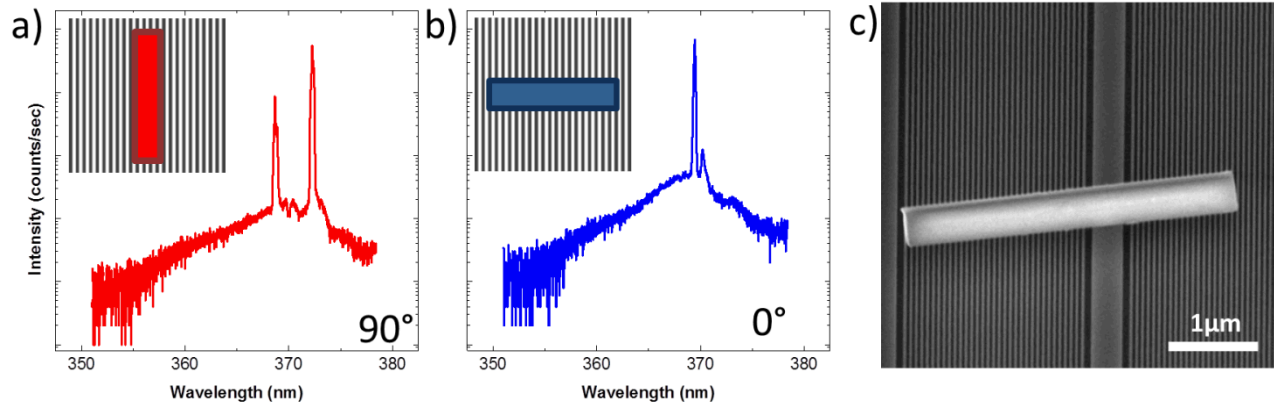 a)
Intensity (counts/sec)
90°
350 360 370 380
Wavelength (nm)
b)
0°
350 360 370 380
Wavelength (nm)
c)
1μm